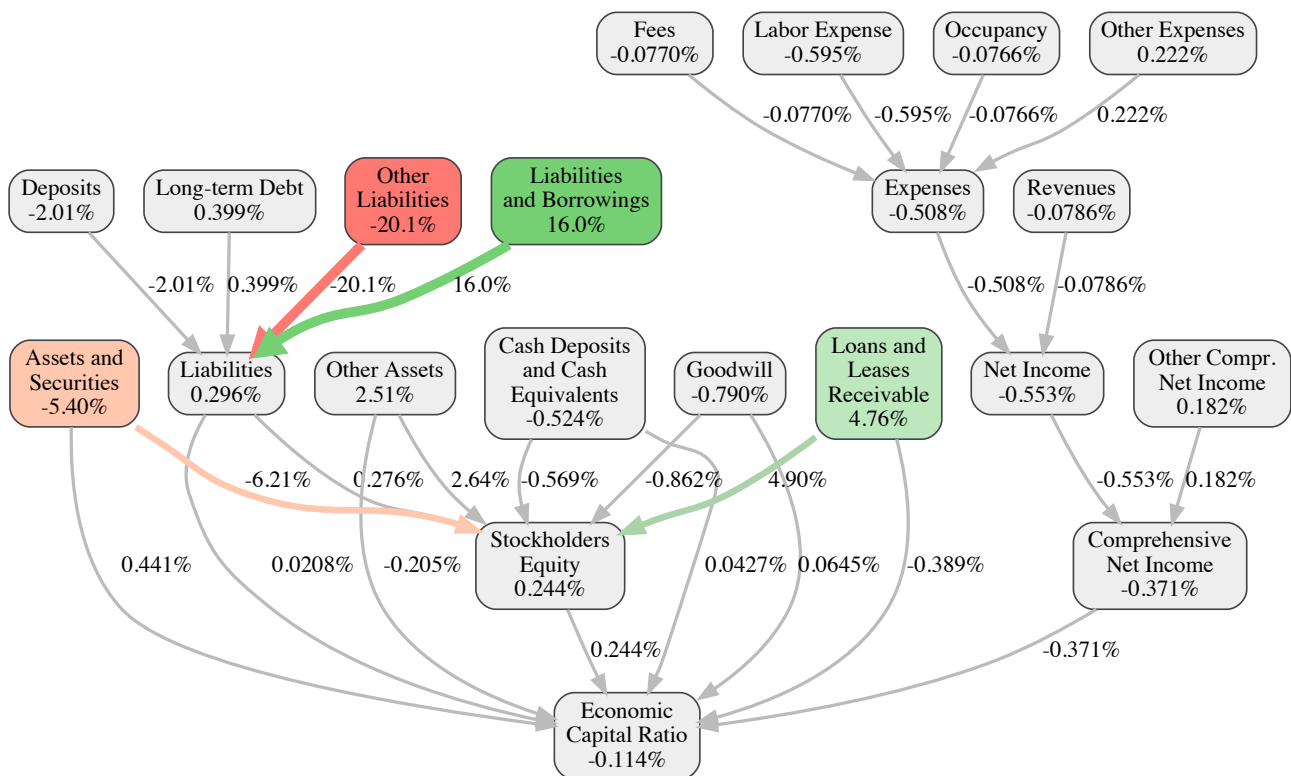 Fees
-0.0770%
Labor Expense
-0.595%
Occupancy
-0.0766%
Other Expenses
0.222%
-0.0770%
-0.595%
-0.0766%
0.222%
Deposits
-2.01%
Long-term Debt
0.399%
Other
Liabilities
-20.1%
Liabilities
and Borrowings
16.0%
Expenses
-0.508%
Revenues
-0.0786%
-2.01%
0.399%
-20.1%
16.0%
-0.508%
-0.0786%
Assets and
Securities
-5.40%
Liabilities
0.296%
Other Assets
2.51%
Cash Deposits
and Cash
Equivalents
-0.524%
Goodwill
-0.790%
Loans and
Leases
Receivable
4.76%
Net Income
-0.553%
Other Compr.
Net Income
0.182%
-6.21%
0.276%
2.64%
-0.569%
-0.862%
4.90%
-0.553%
0.182%
Stockholders
Equity
0.244%
Comprehensive
Net Income
-0.371%
0.441%
0.0208%
-0.205%
0.0427%
0.0645%
-0.389%
0.244%
-0.371%
Economic
Capital Ratio
-0.114%